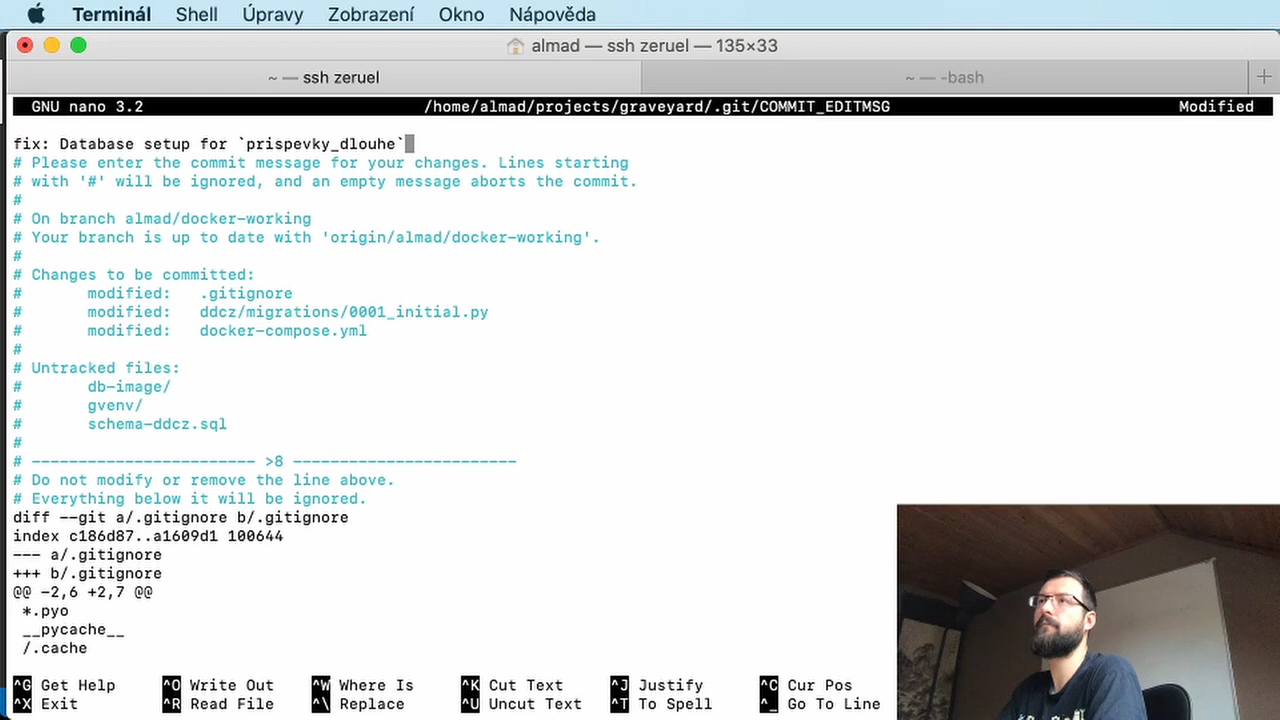 Terminál Shell Úpravy Zobrazení Okno Nápověda
almad — ssh zeruel — 135×33
~ — ssh zeruel
~ — -bash
GNU nano 3.2 /home/almad/projects/graveyard/.git/COMMIT_EDITMSG Modified
fix: Database setup for `prispevky_dlouhe`
# Please enter the commit message for your changes. Lines starting
# with '#' will be ignored, and an empty message aborts the commit.
#
# On branch almad/docker-working
# Your branch is up to date with 'origin/almad/docker-working'.
#
# Changes to be committed:
#       modified:   .gitignore
#       modified:   ddcz/migrations/0001_initial.py
#       modified:   docker-compose.yml
#
# Untracked files:
#       db-image/
#       gvenv/
#       schema-ddcz.sql
#
# ------------------------ >8 ------------------------
# Do not modify or remove the line above.
# Everything below it will be ignored.
diff --git a/.gitignore b/.gitignore
index c186d87..a1609d1 100644
--- a/.gitignore
+++ b/.gitignore
@@ -2,6 +2,7 @@
 *.pyo
 __pycache__
 /.cache
^G Get Help ^O Write Out ^W Where Is ^K Cut Text ^J Justify ^C Cur Pos
^X Exit ^R Read File ^\ Replace ^U Uncut Text ^T To Spell ^_ Go To Line